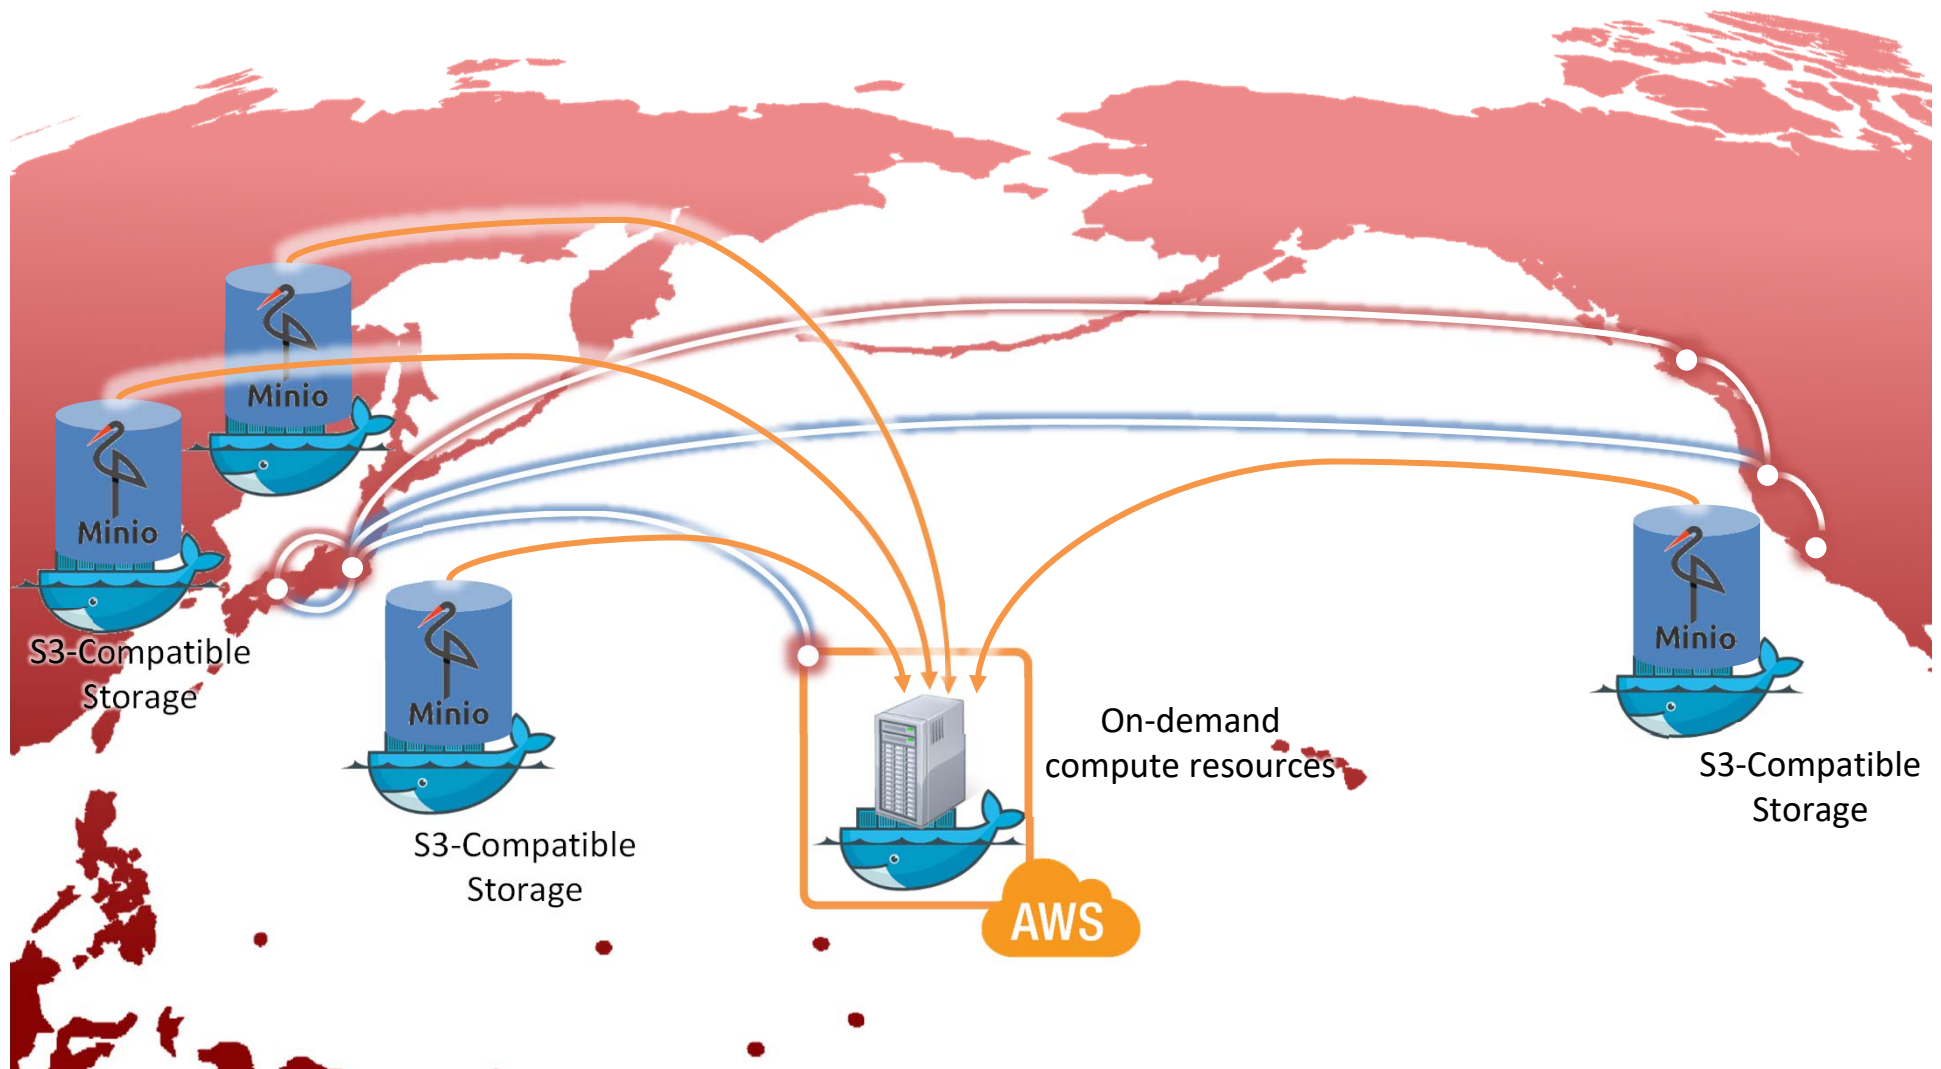 Minio
Minio
S3-Compatible
Storage
Minio
S3-Compatible
Storage
On-demand
compute resources
AWS
Minio
S3-Compatible
Storage